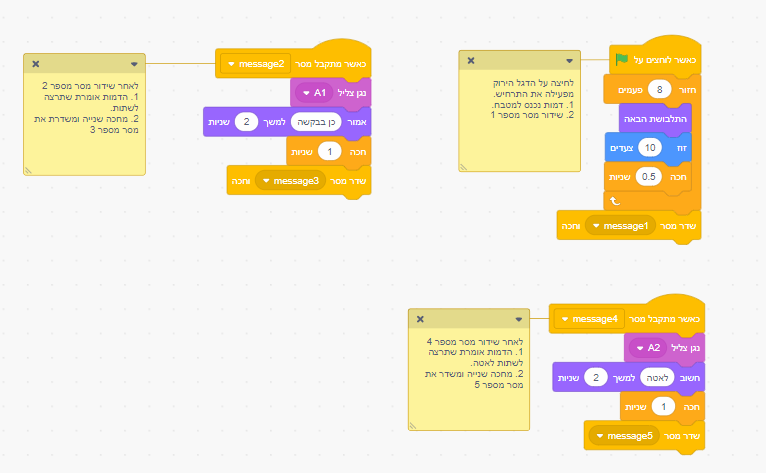 כאשר לוחצים על
חזור 8 פעמים
התלבושת הבאה
זוז 10 צעדים
חכה 0.5 שניות
שדר מסר message1 וחכה
לחיצה על הדגל הירוק
מפעילה את התרחיש.
1. דמות נכנס למטבח.
2. שידור מסר מספר 1
כאשר מתקבל מסר message2
נגן צליל A1
אמור כן בבקשה למשך 2 שניות
חכה 1 שניות
שדר מסר message3 וחכה
לאחר שידור מסר מספר 2
1. הדמות אומרת שתרצה
לשתות.
2. מחכה שנייה ומשדרת את
מסר מספר 3
כאשר מתקבל מסר message4
נגן צליל A2
חשוב לאטה למשך 2 שניות
חכה 1 שניות
שדר מסר message5
לאחר שידור מסר מספר 4
1. הדמות אומרת שתרצה
לשתות לאטה.
2. מחכה שנייה ומשדר את
מסר מספר 5